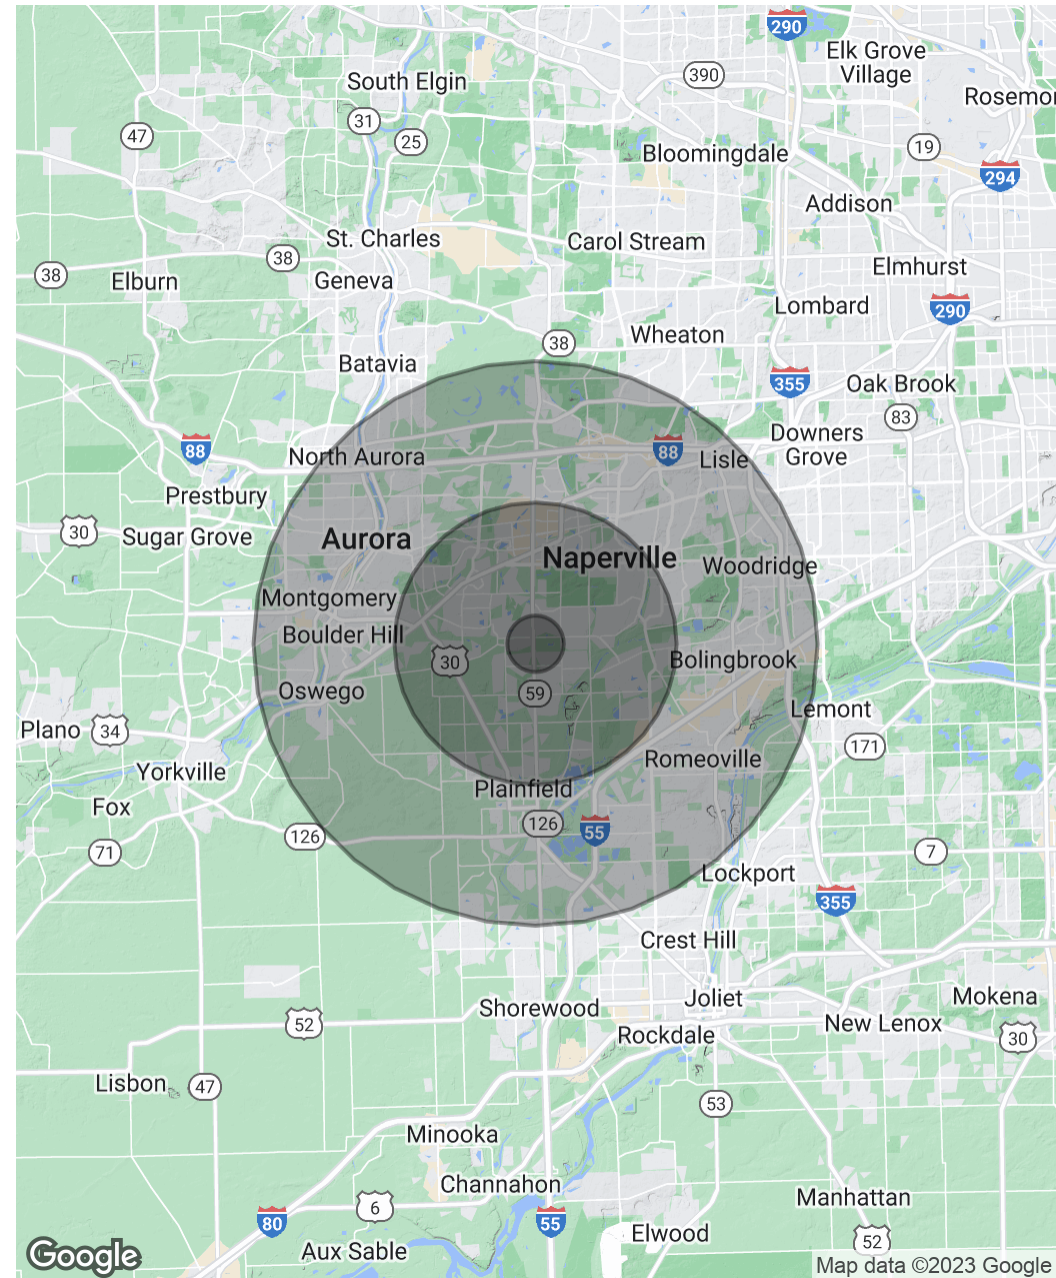 290
Elk Grove
Village
South Elgin
390
Rosemon
31
47
25
19
Bloomingdale
294
Addison
St. Charles
Carol Stream
38
38
Elburn
Geneva
Elmhurst
Lombard
290
Wheaton
38
Batavia
355
Oak Brook
83
Downers
Grove
88
88
North Aurora
Lisle
Prestbury
30
Sugar Grove
Aurora
Naperville
Woodridge
Montgomery
Boulder Hill
30
Bolingbrook
59
Oswego
Lemont
Plano
34
171
Romeoville
Yorkville
Plainfield
Fox
126
126
55
71
7
Lockport
355
Crest Hill
Shorewood
Joliet
Mokena
52
Rockdale
New Lenox
30
Lisbon
47
53
Minooka
Channahon
Manhattan
6
80
55
Elwood
52
Aux Sable
Google
Map data ©2023 Google